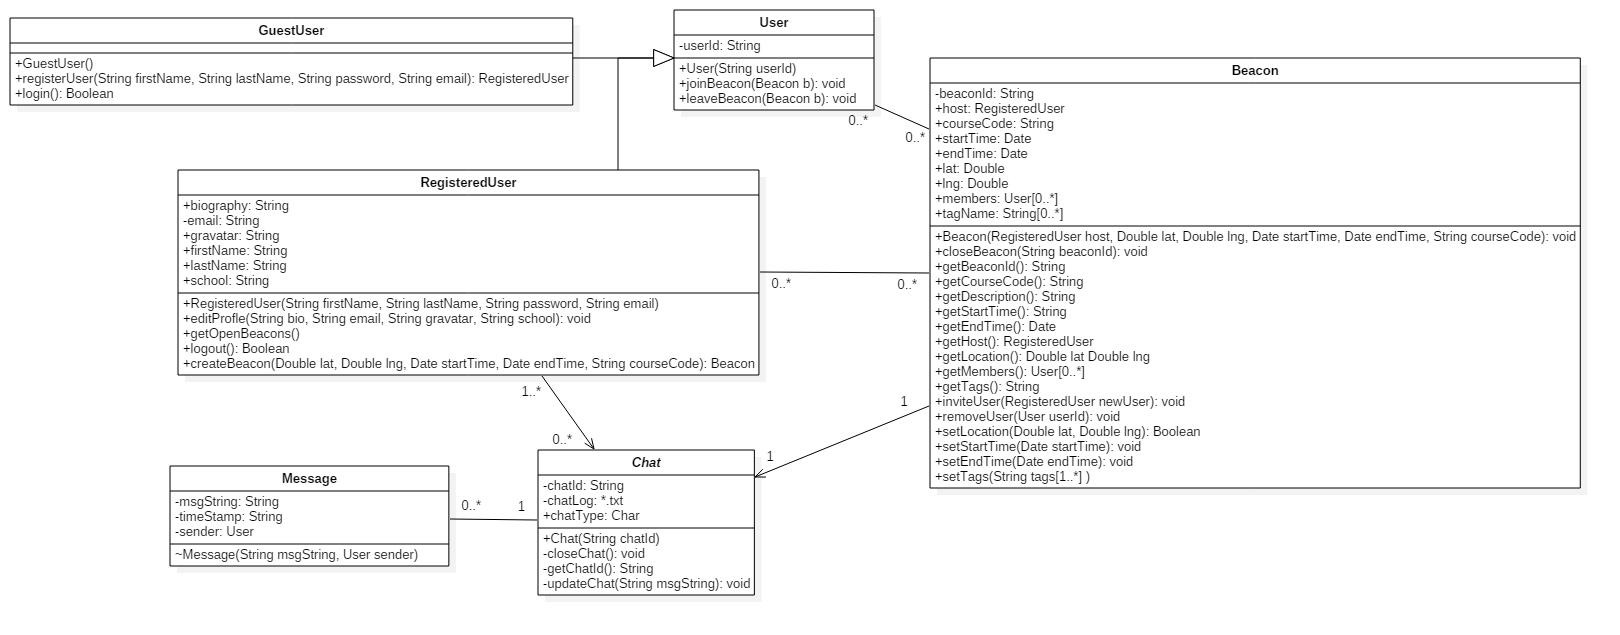 GuestUser
+GuestUser()
+registerUser(String firstName, String lastName, String password, String email): RegisteredUser
+login(): Boolean
User
-userId: String
+User(String userId)
+joinBeacon(Beacon b): void
+leaveBeacon(Beacon b): void
0..*
0..*
Beacon
-beaconId: String
+host: RegisteredUser
+courseCode: String
+startTime: Date
+endTime: Date
+lat: Double
+lng: Double
+members: User[0..*]
+tagName: String[0..*]
+Beacon(RegisteredUser host, Double lat, Double lng, Date startTime, Date endTime, String courseCode): void
+closeBeacon(String beaconId): void
+getBeaconId(): String
+getCourseCode(): String
+getDescription(): String
+getStartTime(): String
+getEndTime(): Date
+getHost(): RegisteredUser
+getLocation(): Double lat Double lng
+getMembers(): User[0..*]
+getTags(): String
+inviteUser(RegisteredUser newUser): void
+removeUser(User userId): void
+setLocation(Double lat, Double lng): Boolean
+setStartTime(Date startTime): void
+setEndTime(Date endTime): void
+setTags(String tags[1..*] )
RegisteredUser
+biography: String
-email: String
+gravatar: String
+firstName: String
+lastName: String
+school: String
+RegisteredUser(String firstName, String lastName, String password, String email)
+editProfle(String bio, String email, String gravatar, String school): void
+getOpenBeacons()
+logout(): Boolean
+createBeacon(Double lat, Double lng, Date startTime, Date endTime, String courseCode): Beacon
0..*
0..*
1..*
0..*
1
1
Message
-msgString: String
-timeStamp: String
-sender: User
~Message(String msgString, User sender)
0..*
1
Chat
-chatId: String
-chatLog: *.txt
+chatType: Char
+Chat(String chatId)
-closeChat(): void
-getChatId(): String
-updateChat(String msgString): void